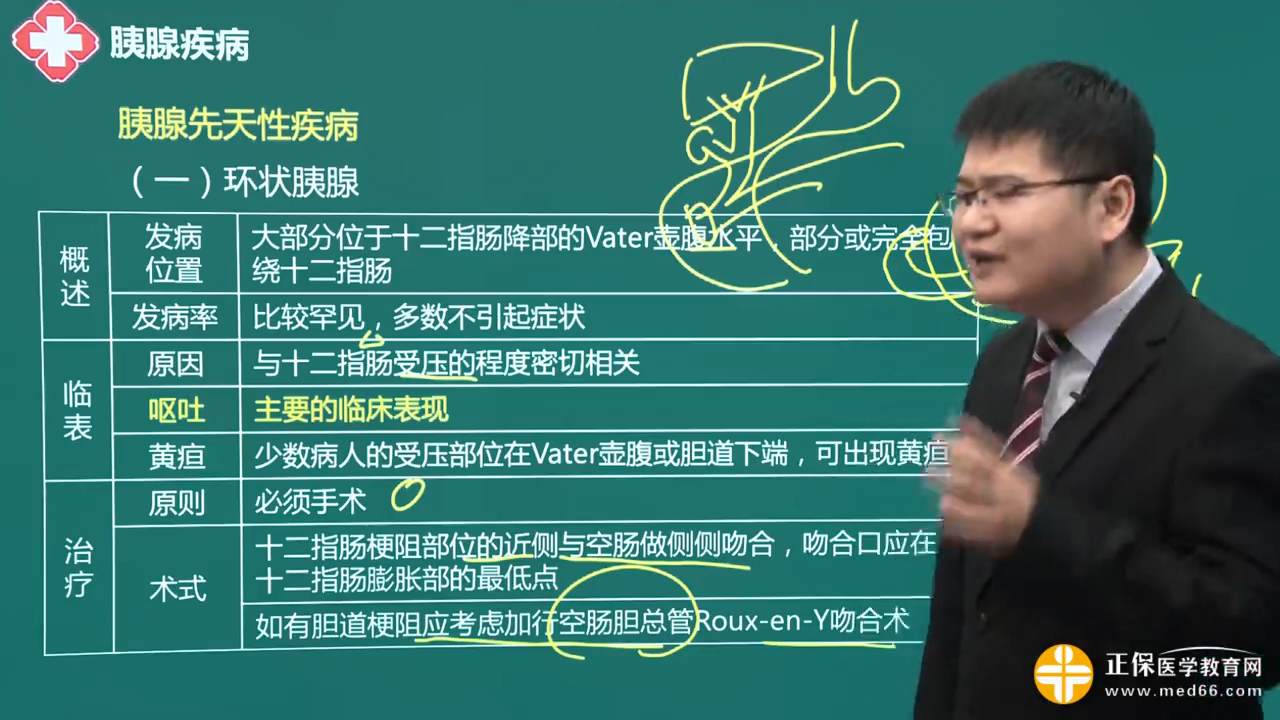 胰腺疾病
胰腺先天性疾病
（一）环状胰腺
概述
发病位置
大部分位于十二指肠降部的Vater壶腹水平，部分或完全包
绕十二指肠
发病率
比较罕见，多数不引起症状
临表
原因
与十二指肠受压的程度密切相关
呕吐
主要的临床表现
黄疸
少数病人的受压部位在Vater壶腹或胆道下端，可出现黄疸
治疗
原则
必须手术
术式
十二指肠梗阻部位的近侧与空肠做侧侧吻合，吻合口应在
十二指肠膨胀部的最低点
如有胆道梗阻应考虑加行空肠胆总管Roux-en-Y吻合术
正保医学教育网
www.med66.com